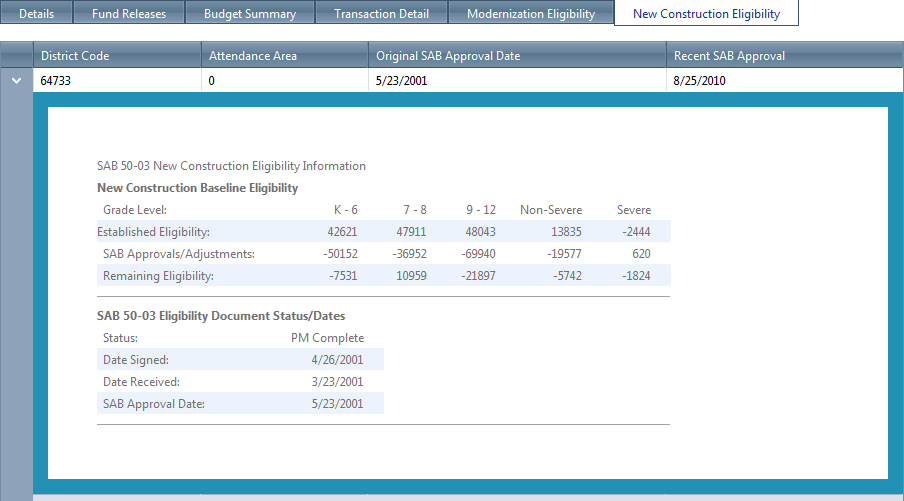 Details Fund Releases Budget Summary Transaction Detail Modernization Eligibility New Construction Eligibility
District Code Attendance Area Original SAB Approval Date Recent SAB Approval
64733 0 5/23/2001 8/25/2010
SAB 50-03 New Construction Eligibility Information
New Construction Baseline Eligibility
Grade Level: K - 6 7 - 8 9 - 12 Non-Severe Severe
Established Eligibility: 42621 47911 48043 13835 -2444
SAB Approvals/Adjustments: -50152 -36952 -69940 -19577 620
Remaining Eligibility: -7531 10959 -21897 -5742 -1824
SAB 50-03 Eligibility Document Status/Dates
Status: PM Complete
Date Signed: 4/26/2001
Date Received: 3/23/2001
SAB Approval Date: 5/23/2001